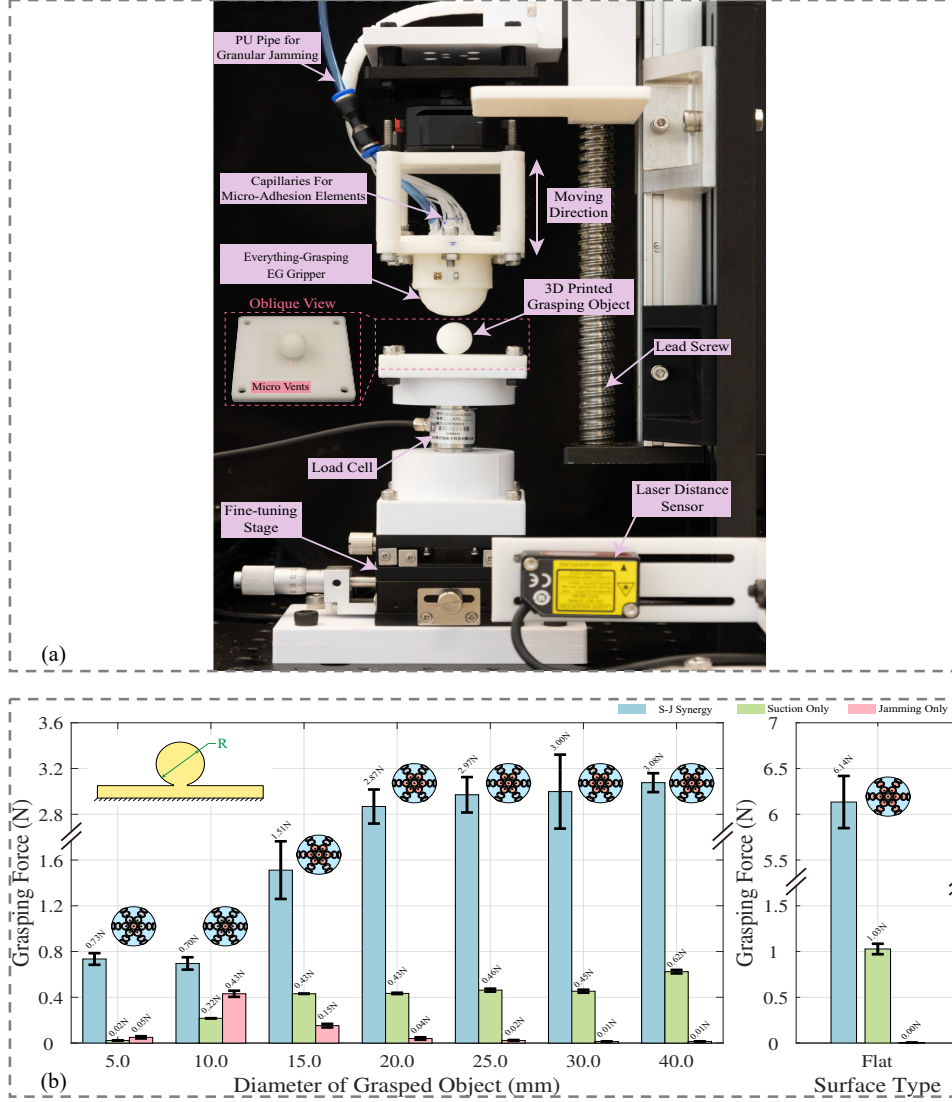 PU Pipe for
Granular Jamming
Capillaries For
Micro-Adhesion Elements
Moving
Direction
Everything-Grasping
EG Gripper
3D Printed
Grasping Object
Oblique View
Micro Vents
Lead Screw
Load Cell
Laser Distance
Sensor
Fine-tuning
Stage
(a)
S-J Synergy
Suction Only
Jamming Only
Grasping Force (N)
3.6
3.2
2.8
1.6
1.2
0.8
0.4
0
R
0.73N
0.02N
0.05N
0.70N
0.22N
0.43N
1.51N
0.43N
0.15N
2.87N
0.43N
0.04N
2.97N
0.46N
0.02N
3.00N
0.45N
0.01N
3.08N
0.62N
0.01N
5.0
10.0
15.0
20.0
25.0
30.0
40.0
Diameter of Grasped Object (mm)
(b)
Grasping Force (N)
7
6.5
6
5.5
1.5
1
0.5
0
6.14N
1.03N
0.00N
Flat
Surface Type